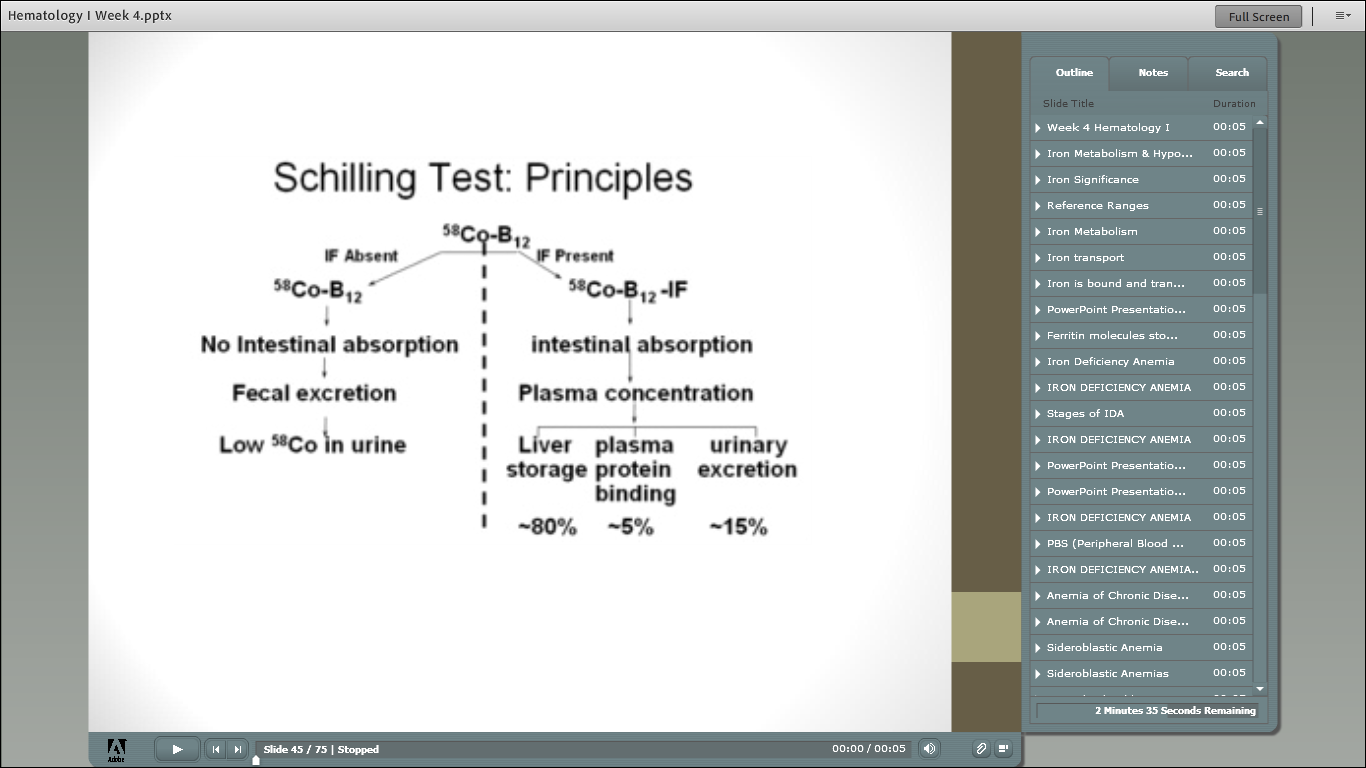 Hematology I Week 4.pptx
Full Screen
Schilling Test: Principles
⁵⁸Co-B₁₂
IF Absent
IF Present
⁵⁸Co-B₁₂
⁵⁸Co-B₁₂ -IF
No Intestinal absorption
intestinal absorption
Fecal excretion
Plasma concentration
Low ⁵⁸Co in urine
Liver storage
plasma protein binding
urinary excretion
~80%
~5%
~15%
Outline
Notes
Search
Slide Title Duration
Week 4 Hematology I 00:05
Iron Metabolism & Hypo... 00:05
Iron Significance 00:05
Reference Ranges 00:05
Iron Metabolism 00:05
Iron transport 00:05
Iron is bound and tran... 00:05
PowerPoint Presentatio... 00:05
Ferritin molecules sto... 00:05
Iron Deficiency Anemia 00:05
IRON DEFICIENCY ANEMIA 00:05
Stages of IDA 00:05
IRON DEFICIENCY ANEMIA 00:05
PowerPoint Presentatio... 00:05
PowerPoint Presentatio... 00:05
IRON DEFICIENCY ANEMIA 00:05
PBS (Peripheral Blood ... 00:05
IRON DEFICIENCY ANEMIA.. 00:05
Anemia of Chronic Dise... 00:05
Anemia of Chronic Dise... 00:05
Sideroblastic Anemia 00:05
Sideroblastic Anemias 00:05
2 Minutes 35 Seconds Remaining
Adobe
Slide 45 / 75 | Stopped
00:00 / 00:05